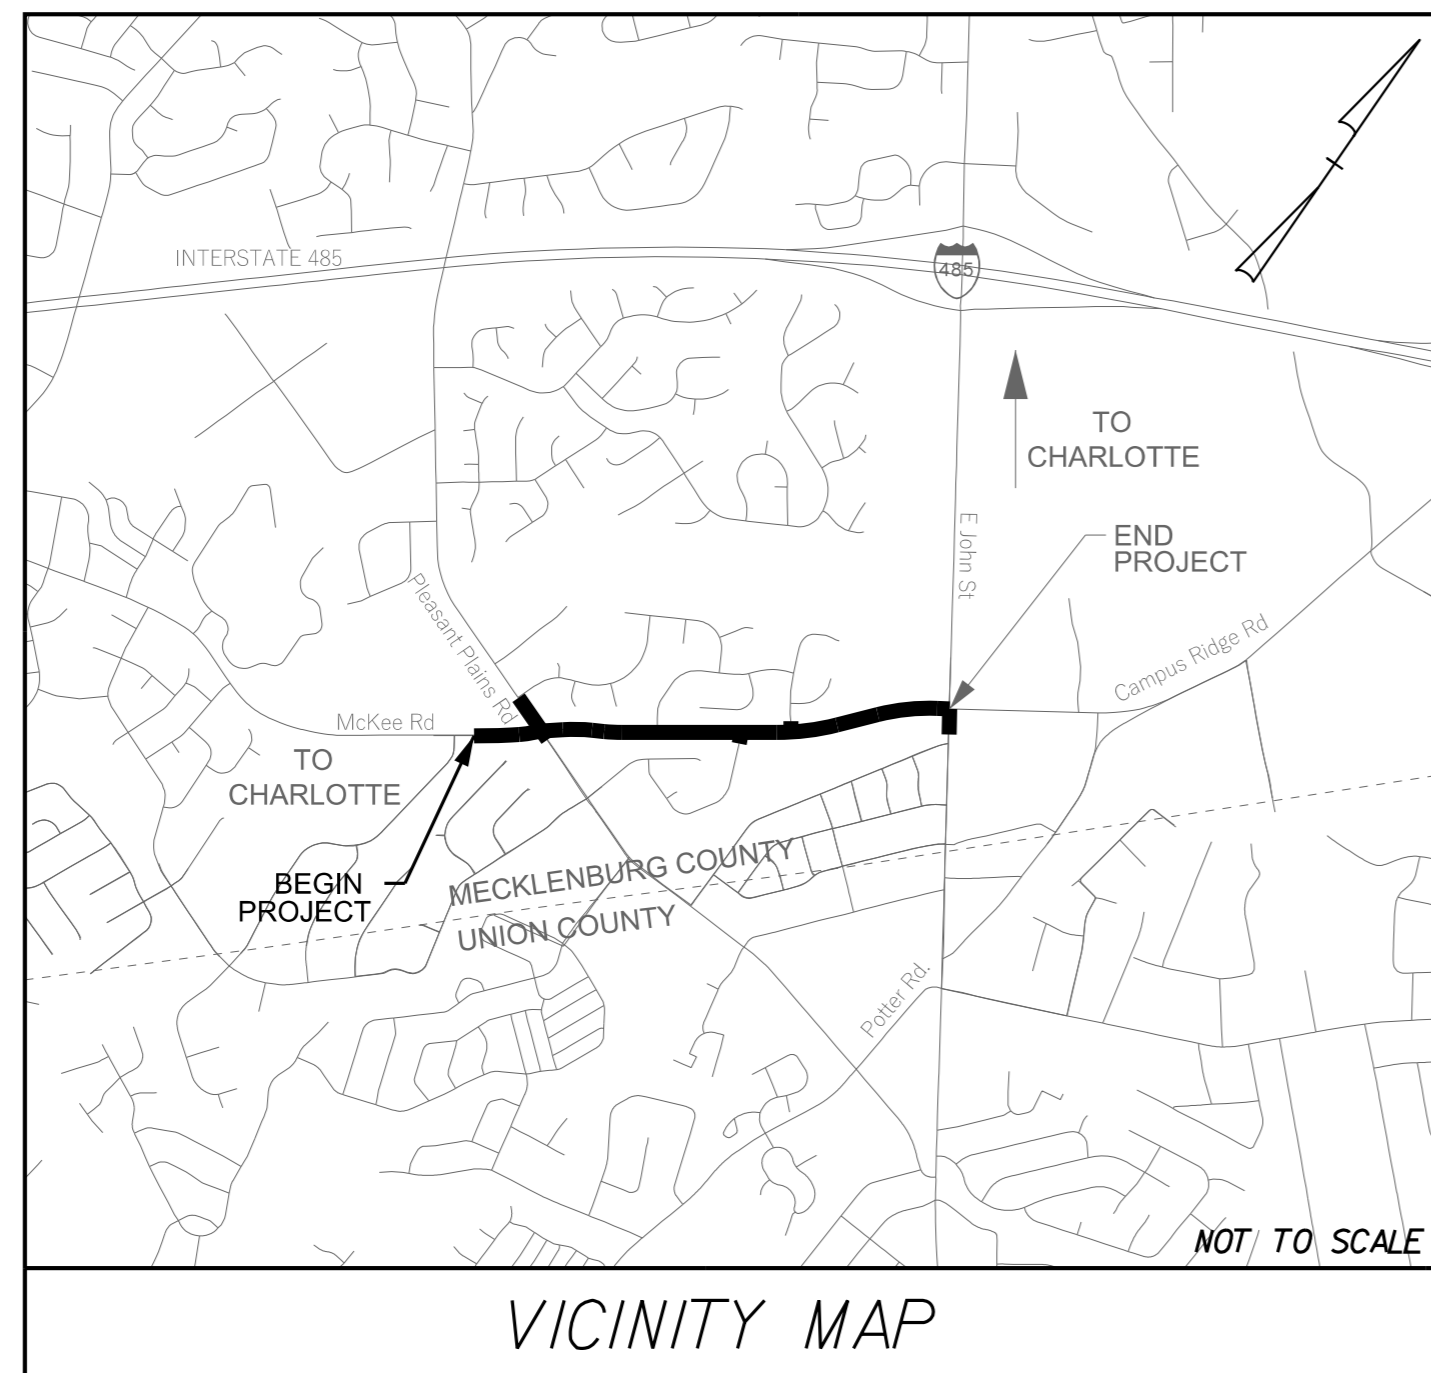 INTERSTATE 485
485
TO
CHARLOTTE
E John St
END
PROJECT
Pleasant Plains Rd
Campus Ridge Rd
McKee Rd
TO
CHARLOTTE
BEGIN
PROJECT
MECKLENBURG COUNTY
UNION COUNTY
Potter Rd.
NOT TO SCALE
VICINITY MAP